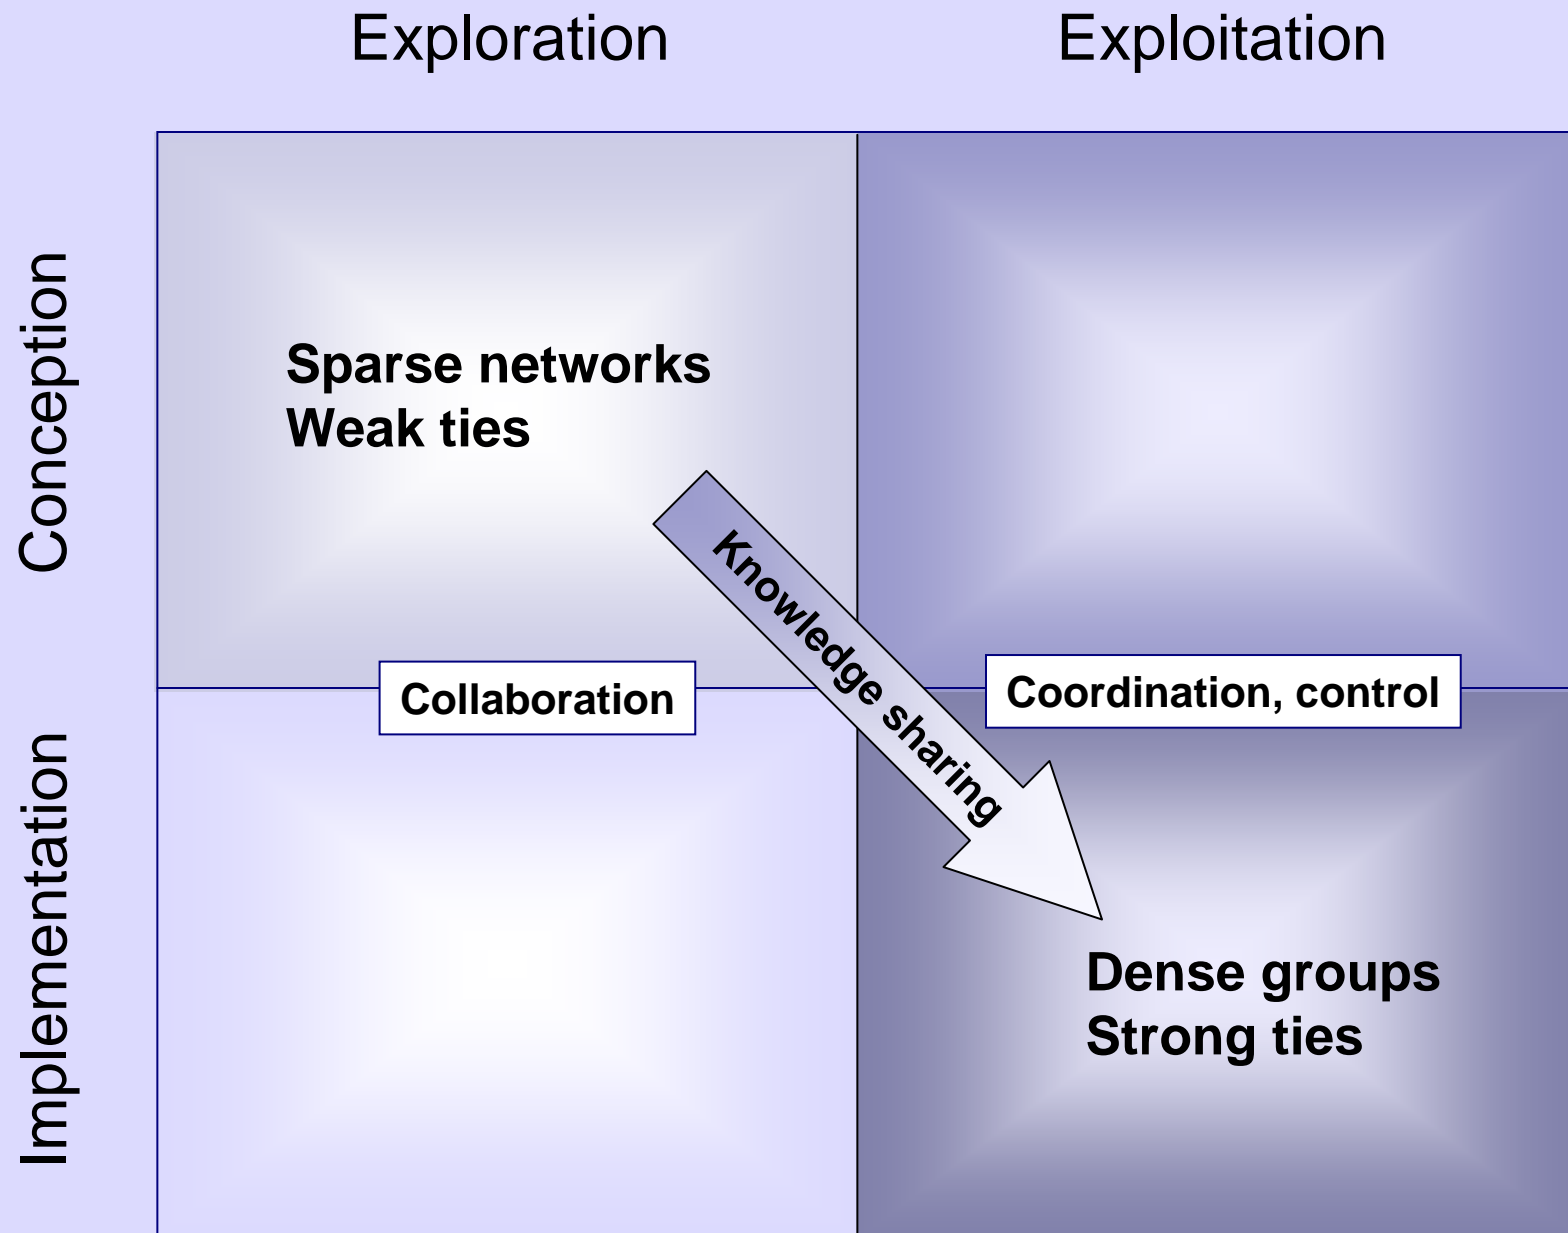 Exploration
Exploitation
Conception
Sparse networks
Weak ties
Knowledge sharing
Collaboration
Coordination, control
Implementation
Dense groups
Strong ties